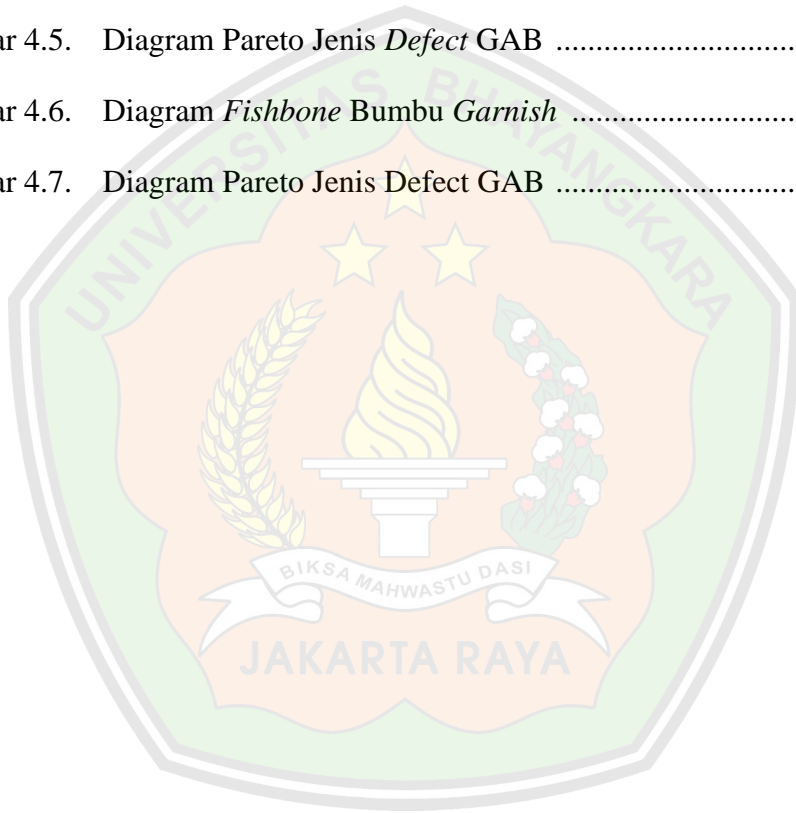 ar 4.5. Diagram Pareto Jenis Defect GAB ..............................
ar 4.6. Diagram Fishbone Bumbu Garnish ............................
ar 4.7. Diagram Pareto Jenis Defect GAB ..............................
UNIVERSITAS BHAYANGKARA
BIKSA MAHWASTU DASI
JAKARTA RAYA